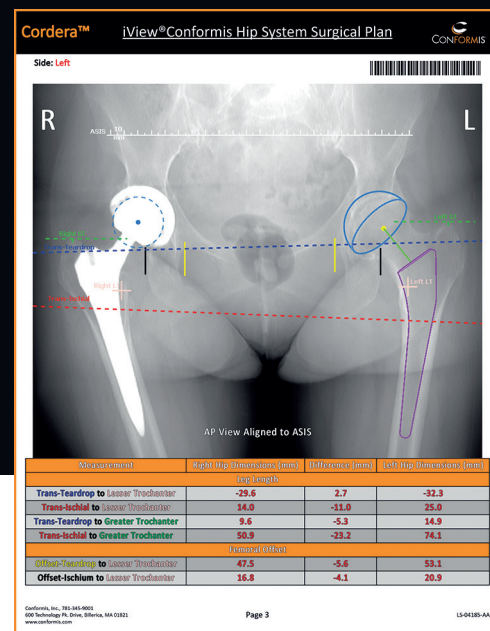 Cordera™ iView®Conformis Hip System Surgical Plan CONFORMIS
Side: Left
R L
ASIS 10 mm
Trans-Teardrop
Right LT Left LT
Trans-Ischial
AP View Aligned to ASIS
Measurement Right Hip Dimensions (mm) Difference (mm) Left Hip Dimensions (mm)
Leg Length
Trans-Teardrop to Lesser Trochanter -29.6 2.7 -32.3
Trans-Ischial to Lesser Trochanter 14.0 -11.0 25.0
Trans-Teardrop to Greater Trochanter 9.6 -5.3 14.9
Trans-Ischial to Greater Trochanter 50.9 -23.2 74.1
Femoral Offset
Offset-Teardrop to Lesser Trochanter 47.5 -5.6 53.1
Offset-Ischium to Lesser Trochanter 16.8 -4.1 20.9
Conformis, Inc., 781-345-9001
600 Technology Pk. Drive, Billerica, MA 01821 Page 3 LS-04185-AA
www.conformis.com